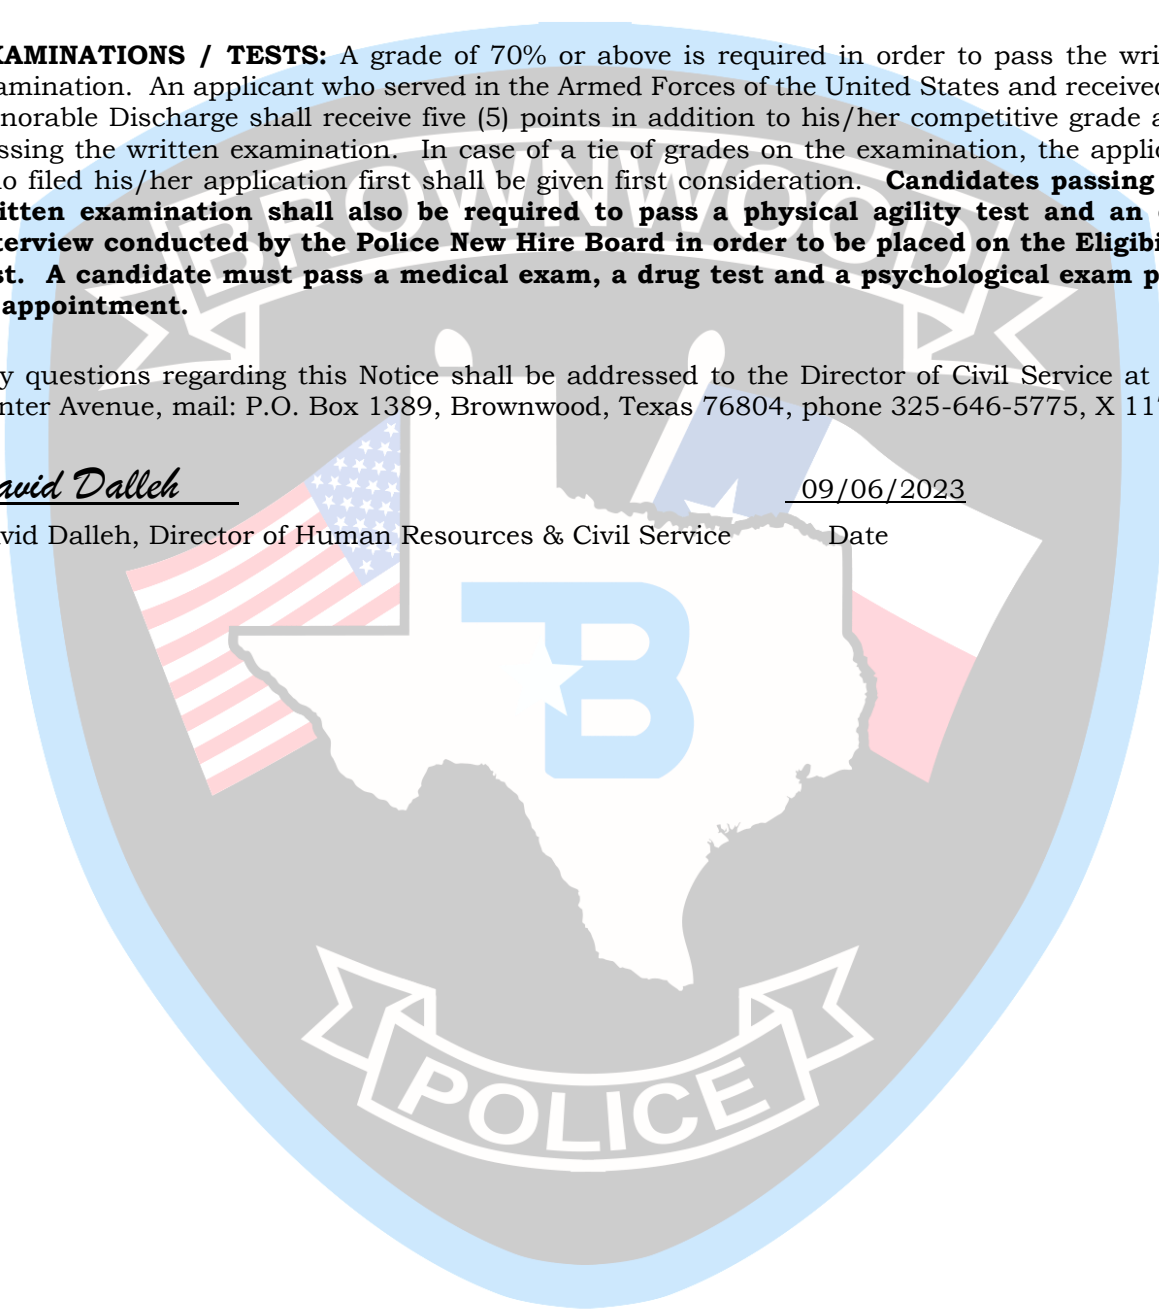 XAMINATIONS / TESTS: A grade of 70% or above is required in order to pass the wri
amination. An applicant who served in the Armed Forces of the United States and received
norable Discharge shall receive five (5) points in addition to his/her competitive grade a
ssing the written examination. In case of a tie of grades on the examination, the applic
o filed his/her application first shall be given first consideration. Candidates passing
itten examination shall also be required to pass a physical agility test and an
terview conducted by the Police New Hire Board in order to be placed on the Eligibi
st. A candidate must pass a medical exam, a drug test and a psychological exam p
appointment.
y questions regarding this Notice shall be addressed to the Director of Civil Service at
nter Avenue, mail: P.O. Box 1389, Brownwood, Texas 76804, phone 325-646-5775, X 11
avid Dalleh 09/06/2023
vid Dalleh, Director of Human Resources & Civil Service Date
BROWNWOOD
B
POLICE